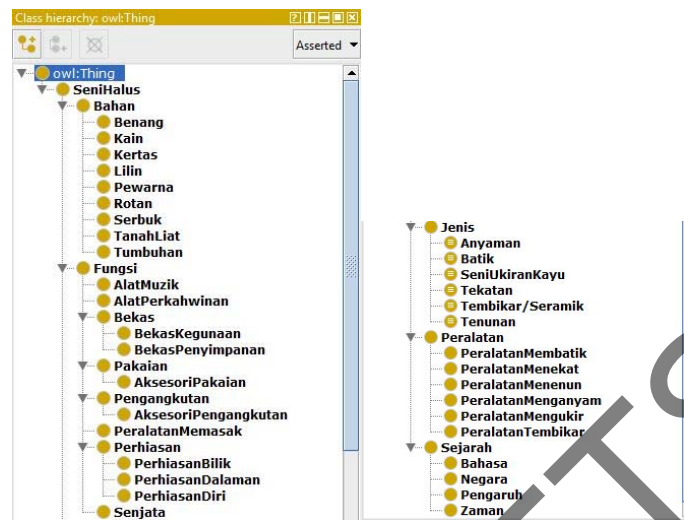 Class hierarchy: owl:Thing
Asserted
owl:Thing
SeniHalus
Bahan
Benang
Kain
Kertas
Lilin
Pewarna
Rotan
Serbuk
TanahLiat
Tumbuhan
Fungsi
AlatMuzik
AlatPerkahwinan
Bekas
BekasKegunaan
BekasPenyimpanan
Pakaian
AksesoriPakaian
Pengangkutan
AksesoriPengangkutan
PeralatanMemasak
Perhiasan
PerhiasanBilik
PerhiasanDalaman
PerhiasanDiri
Senjata
Jenis
Anyaman
Batik
SeniUkiranKayu
Tekatan
Tembikar/Seramik
Tenunan
Peralatan
PeralatanMembatik
PeralatanMenekat
PeralatanMenenun
PeralatanMenganyam
PeralatanMengukir
PeralatanTembikar
Sejarah
Bahasa
Negara
Pengaruh
Zaman